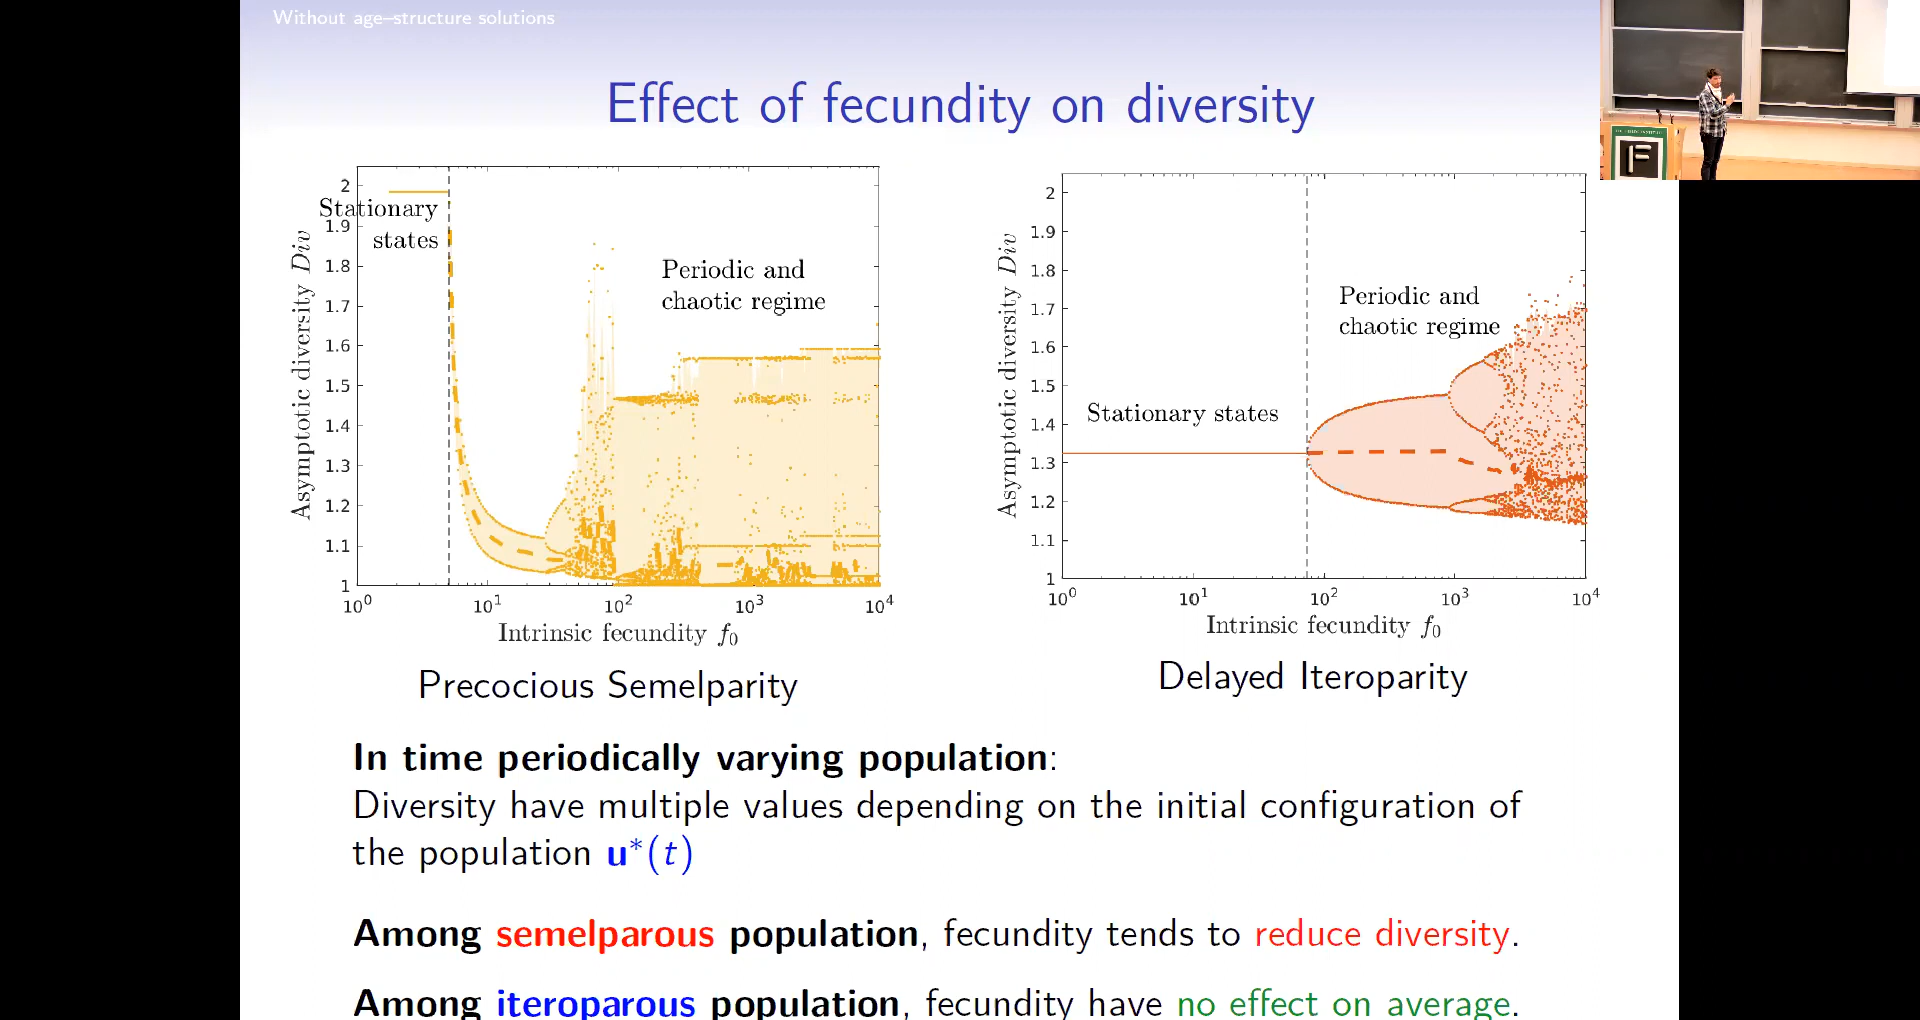 Without age–structure solutions
Effect of fecundity on diversity
Stationary
states
Periodic and
chaotic regime
Asymptotic diversity Div
2
1.9
1.8
1.7
1.6
1.5
1.4
1.3
1.2
1.1
1
10^0 10^1 10^2 10^3 10^4
Intrinsic fecundity f_0
Precocious Semelparity
Periodic and
chaotic regime
Stationary states
Asymptotic diversity Div
2
1.9
1.8
1.7
1.6
1.5
1.4
1.3
1.2
1.1
1
10^0 10^1 10^2 10^3 10^4
Intrinsic fecundity f_0
Delayed Iteroparity
In time periodically varying population:
Diversity have multiple values depending on the initial configuration of
the population u*(t)
Among semelparous population, fecundity tends to reduce diversity.
Among iteroparous population, fecundity have no effect on average.
F